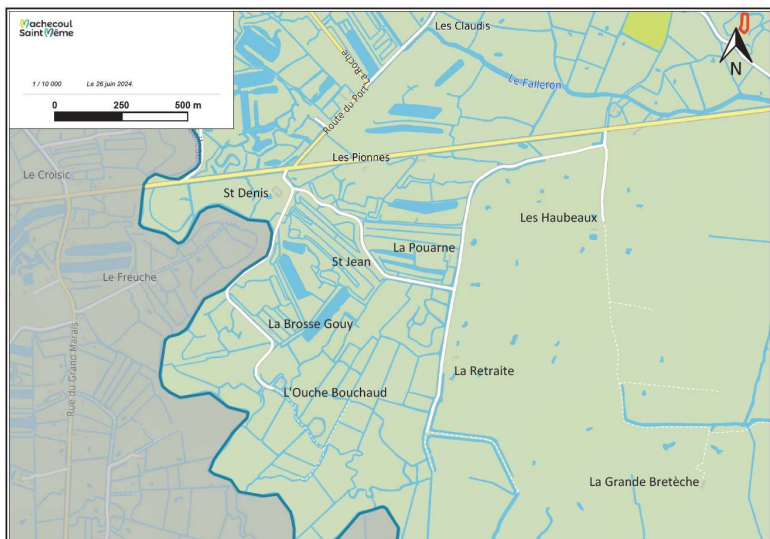 Machecoul
Saint Même
1 / 10 000 Le 26 juin 2024
0 250 500 m
N
Les Claudis
La Roche
Le Falleron
Route du Port
Les Pionnes
Le Croisic
St Denis
Les Haubeaux
La Pouarne
St Jean
Le Freuche
La Brosse Gouy
Rue du Grand Marais
La Retraite
L'Ouche Bouchaud
La Grande Bretèche